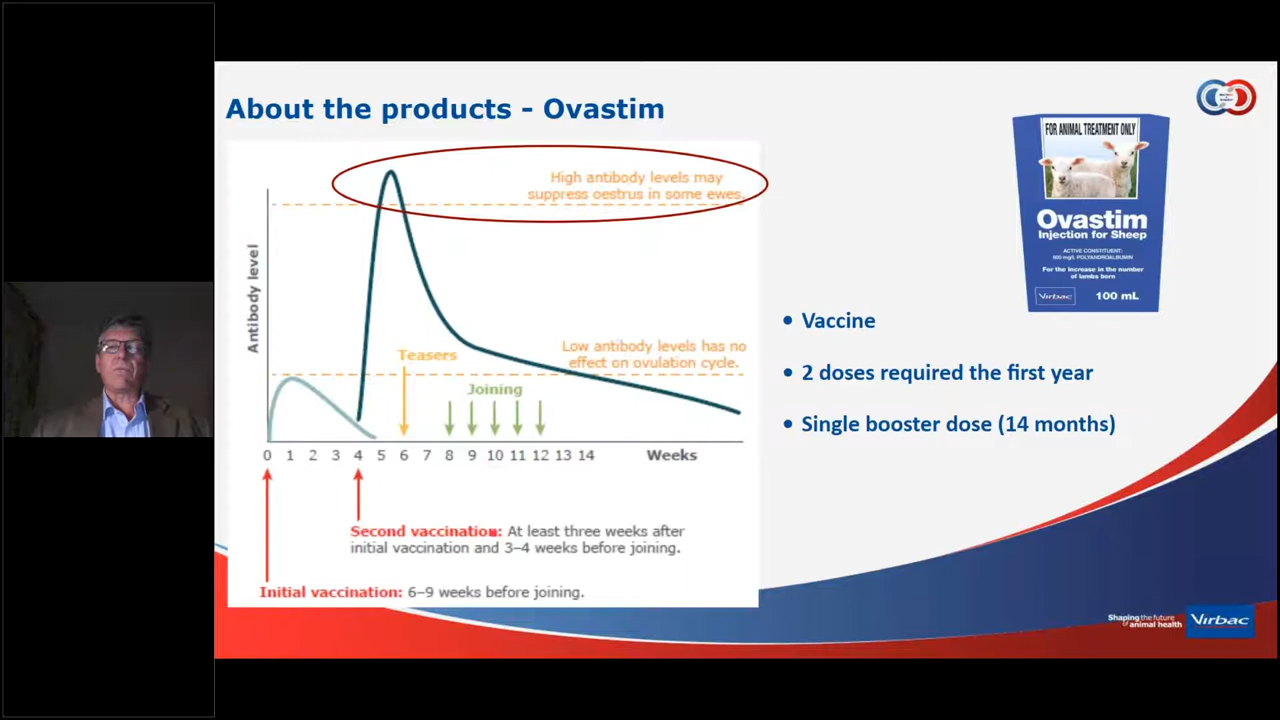 About the products - Ovastim
High antibody levels may
suppress oestrus in some ewes.
Antibody level
Low antibody levels has no
effect on ovulation cycle.
Teasers
Joining
0 1 2 3 4 5 6 7 8 9 10 11 12 13 14 Weeks
Second vaccination: At least three weeks after
initial vaccination and 3–4 weeks before joining.
Initial vaccination: 6–9 weeks before joining.
FOR ANIMAL TREATMENT ONLY
Ovastim
Injection for Sheep
ACTIVE CONSTITUENT:
For the increase in the number
of lambs born
Virbac 100 mL
• Vaccine
• 2 doses required the first year
• Single booster dose (14 months)
Shaping the future
of animal health
Virbac